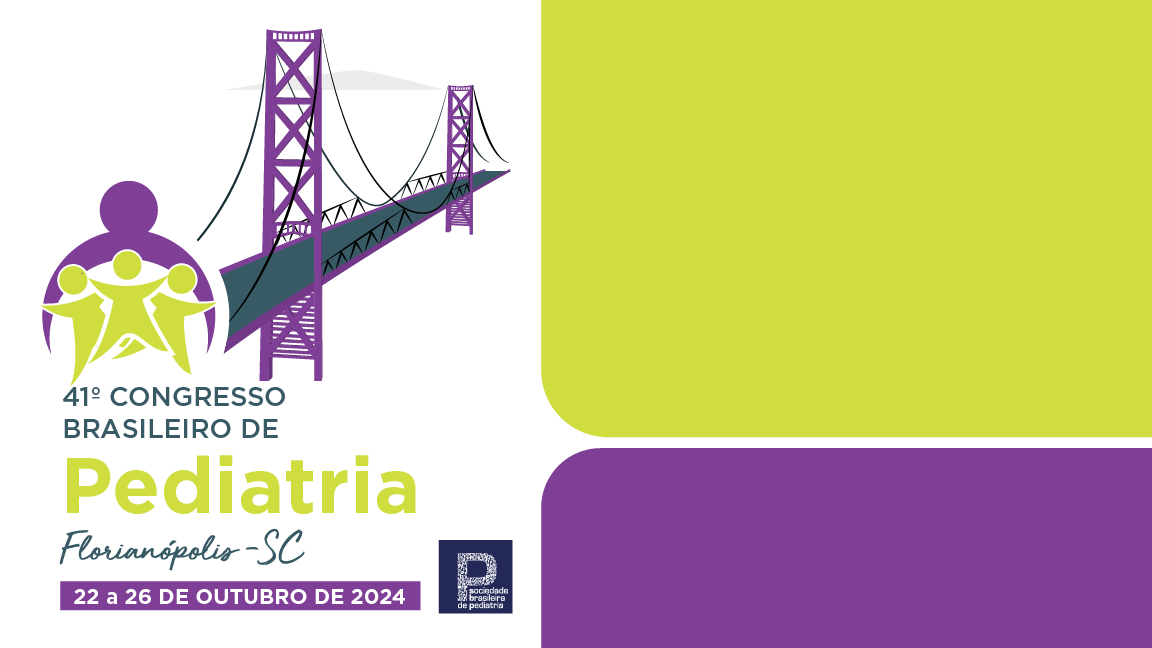 41º CONGRESSO
BRASILEIRO DE
Pediatria
Florianópolis-SC
22 a 26 DE OUTUBRO DE 2024
sociedade
brasileira
de pediatria